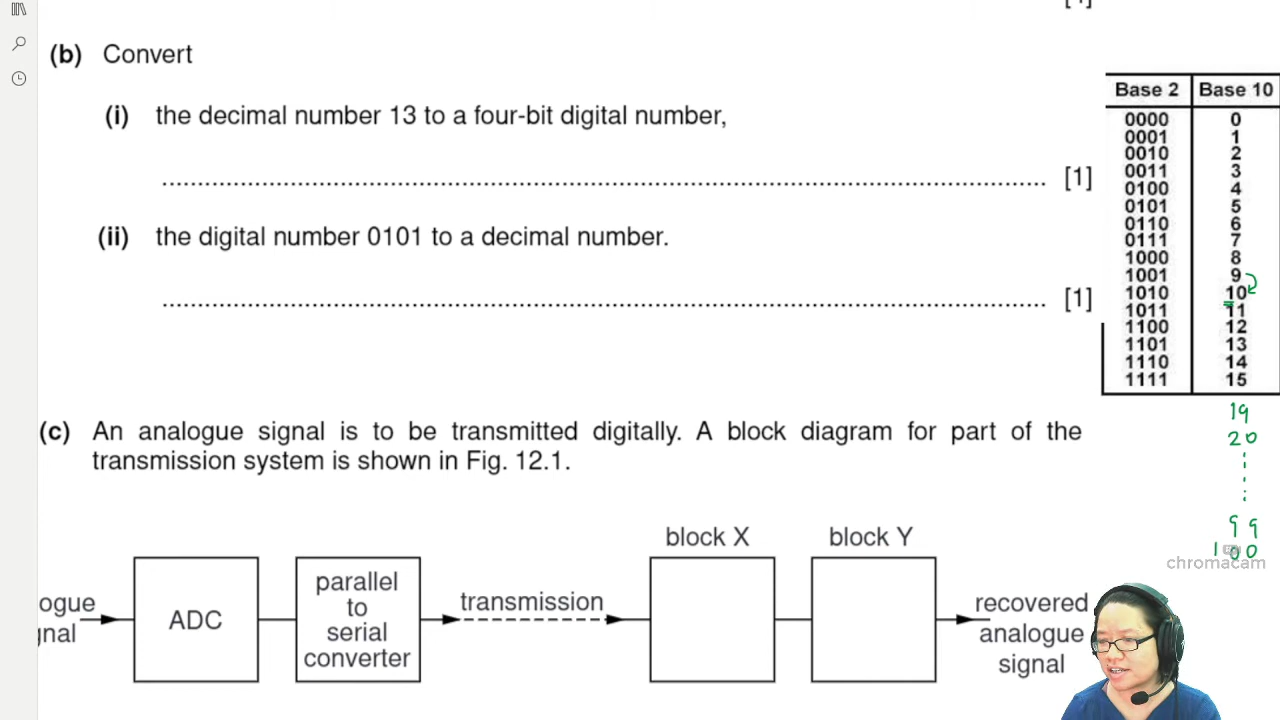 (b) Convert
(i) the decimal number 13 to a four-bit digital number,
.......................................................................................................................... [1]
(ii) the digital number 0101 to a decimal number.
.......................................................................................................................... [1]
Base 2 Base 10
0000 0
0001 1
0010 2
0011 3
0100 4
0101 5
0110 6
0111 7
1000 8
1001 9
1010 10
1011 11
1100 12
1101 13
1110 14
1111 15
19
20
99
100
chromacam
(c) An analogue signal is to be transmitted digitally. A block diagram for part of the
transmission system is shown in Fig. 12.1.
block X block Y
ogue
gnal
ADC
parallel
to
serial
converter
transmission
recovered
analogue
signal